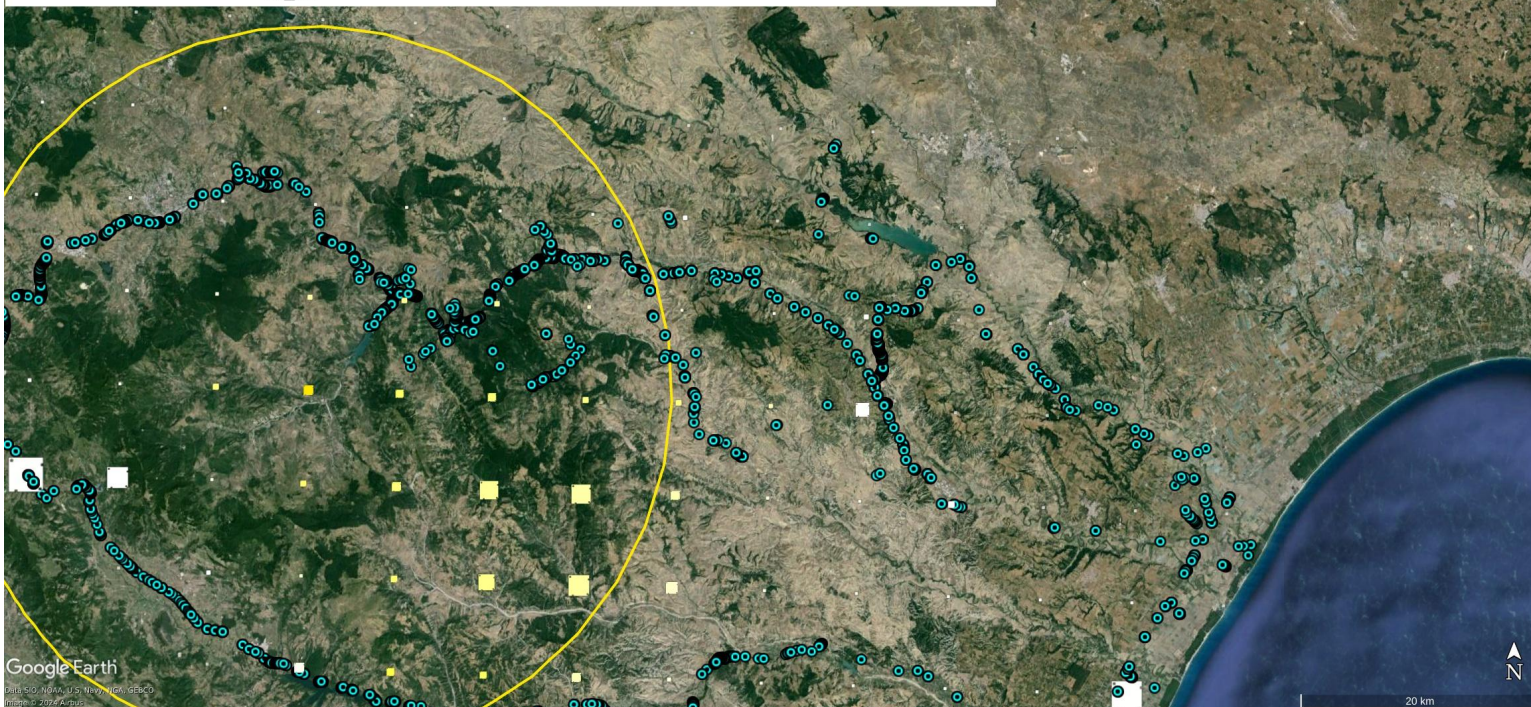 Google Earth
Data SIO, NOAA, U.S. Navy, NGA, GEBCO
Image © 2024 Airbus
N
20 km